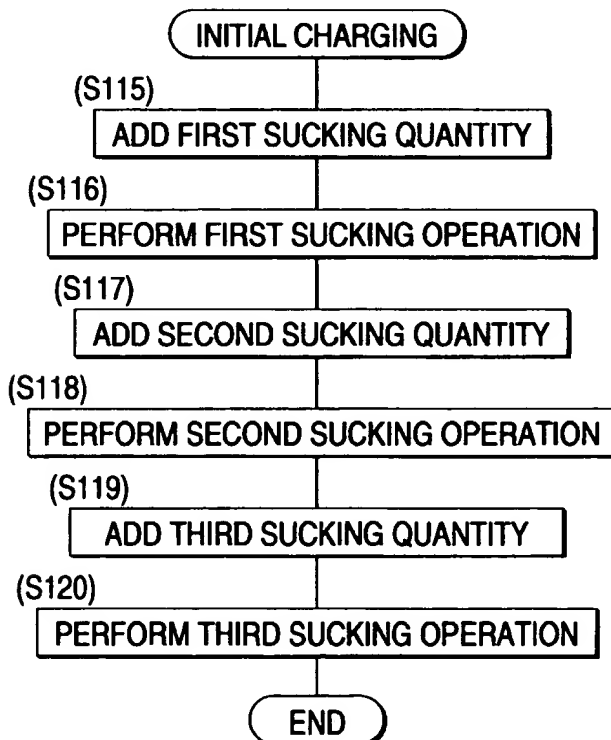 INITIAL CHARGING
(S115)
ADD FIRST SUCKING QUANTITY
(S116)
PERFORM FIRST SUCKING OPERATION
(S117)
ADD SECOND SUCKING QUANTITY
(S118)
PERFORM SECOND SUCKING OPERATION
(S119)
ADD THIRD SUCKING QUANTITY
(S120)
PERFORM THIRD SUCKING OPERATION
END